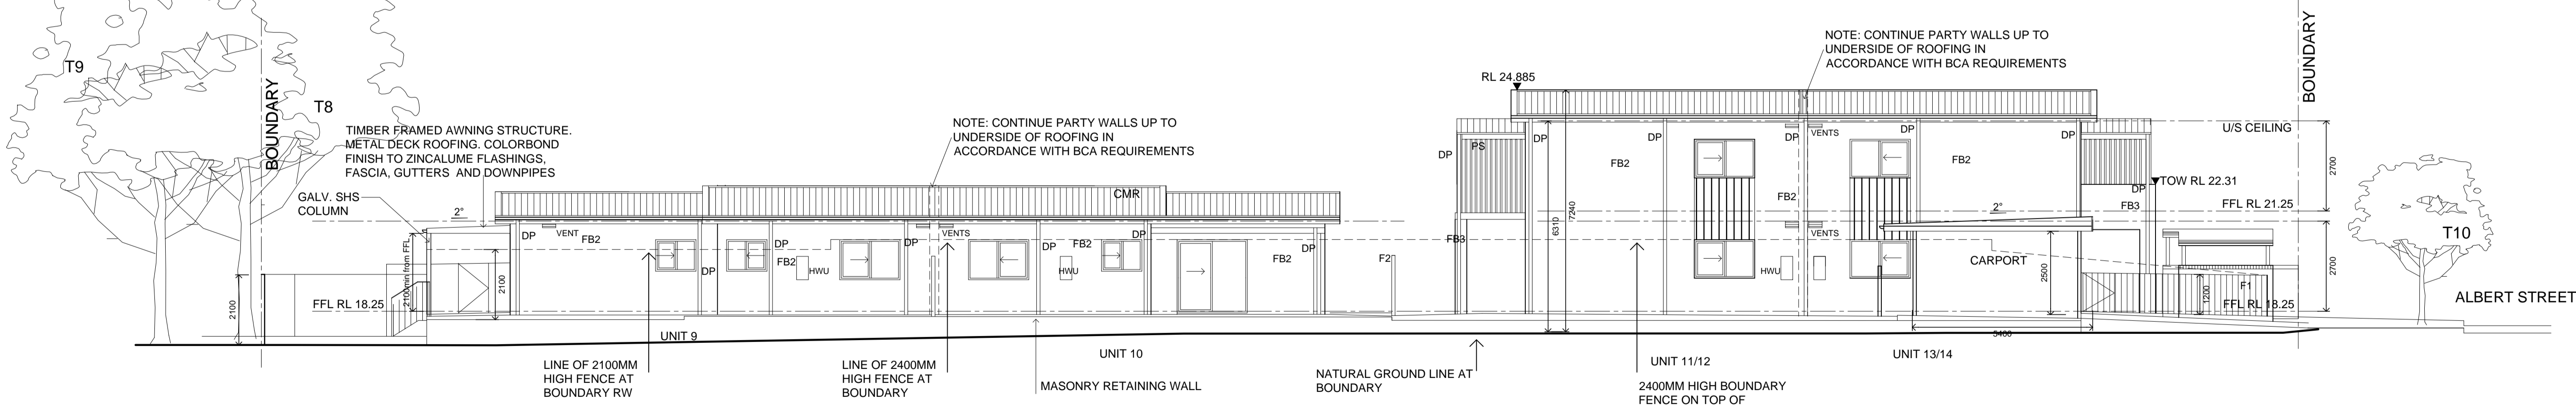 T9
BOUNDARY
T8
TIMBER FRAMED AWNING STRUCTURE.
METAL DECK ROOFING. COLORBOND
FINISH TO ZINCALUME FLASHINGS,
FASCIA, GUTTERS  AND DOWNPIPES
GALV. SHS
COLUMN
2°
2100min from FFL
2100
2100
FFL RL 18.25
DP
VENT
FB2
DP
DP
FB2
HWU
DP
VENTS
NOTE: CONTINUE PARTY WALLS UP TO
UNDERSIDE OF ROOFING IN
ACCORDANCE WITH BCA REQUIREMENTS
CMR
DP
FB2
HWU
DP
FB2
DP
F2
UNIT 9
LINE OF 2100MM
HIGH FENCE AT
BOUNDARY RW
LINE OF 2400MM
HIGH FENCE AT
BOUNDARY
UNIT 10
MASONRY RETAINING WALL
NATURAL GROUND LINE AT
BOUNDARY
RL 24.885
DP
PS
FB3
DP
6310
7240
FB2
DP
NOTE: CONTINUE PARTY WALLS UP TO
UNDERSIDE OF ROOFING IN
ACCORDANCE WITH BCA REQUIREMENTS
DP
VENTS
FB2
VENTS
HWU
DP
FB2
DP
2°
CARPORT
2500
5400
UNIT 11/12
2400MM HIGH BOUNDARY
FENCE ON TOP OF
UNIT 13/14
BOUNDARY
U/S CEILING
2700
TOW RL 22.31
DP
FB3
FFL RL 21.25
2700
1200
F1
FFL RL 18.25
T10
ALBERT STREET